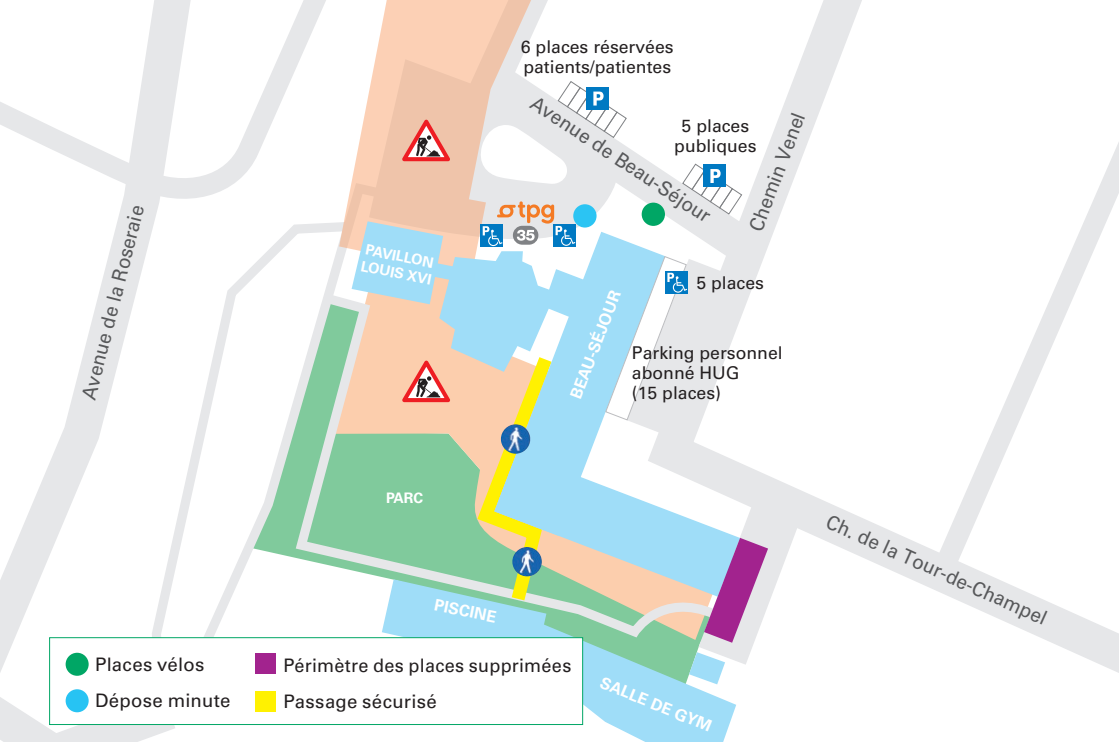 6 places réservées
patients/patientes
P
Avenue de Beau-Séjour
5 places
publiques
P
Chemin Venel
tpg
P
35
P
PAVILLON
LOUIS XVI
P
5 places
Avenue de la Roseraie
BEAU-SÉJOUR
Parking personnel
abonné HUG
(15 places)
PARC
Ch. de la Tour-de-Champel
PISCINE
SALLE DE GYM
Places vélos
Périmètre des places supprimées
Dépose minute
Passage sécurisé